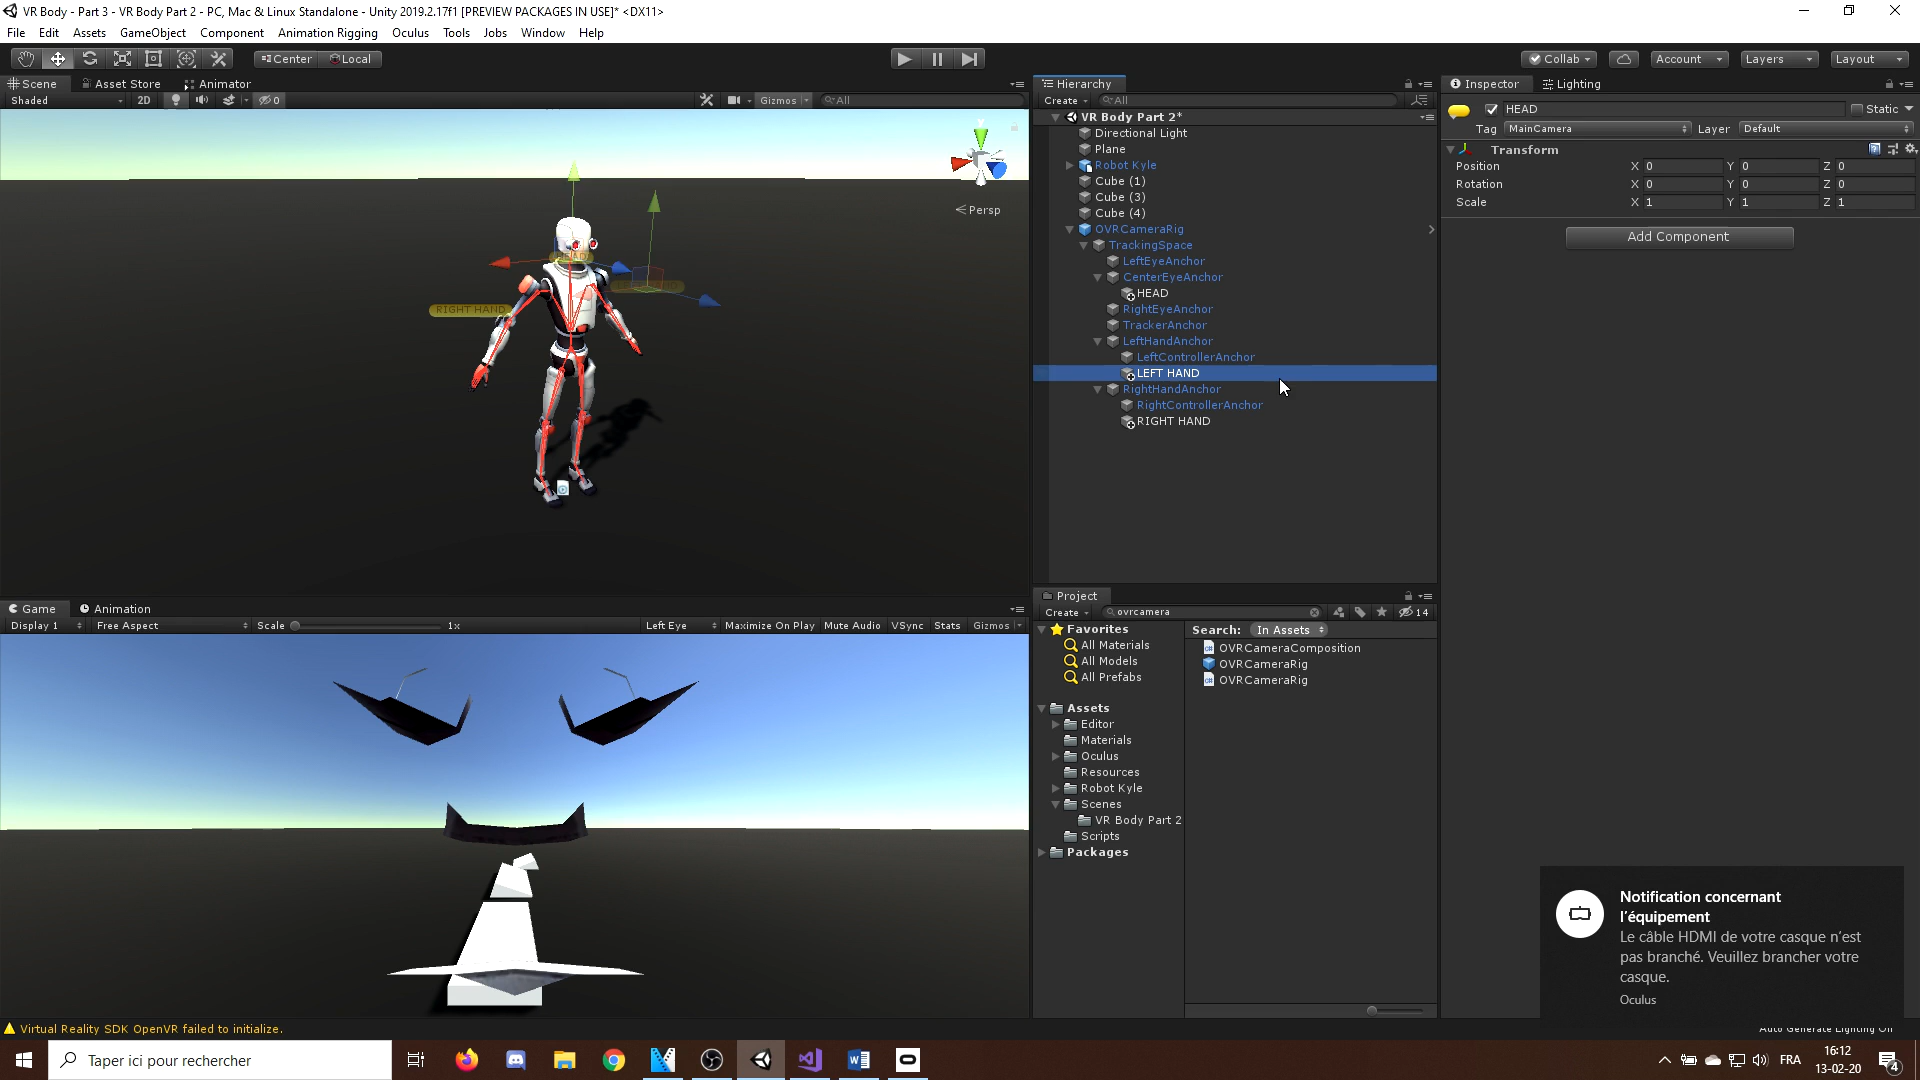 VR Body - Part 3 - VR Body Part 2 - PC, Mac & Linux Standalone - Unity 2019.2.17f1 [PREVIEW PACKAGES IN USE]* <DX11>
File Edit Assets GameObject Component Animation Rigging Oculus Tools Jobs Window Help
Center Local Collab Account Layers Layout
Scene Asset Store Animator
Shaded 2D 0 Gizmos All
Persp
HEAD
RIGHT HAND
Hierarchy
Create All
VR Body Part 2*
Directional Light
Plane
Robot Kyle
Cube (1)
Cube (3)
Cube (4)
OVRCameraRig
TrackingSpace
LeftEyeAnchor
CenterEyeAnchor
HEAD
RightEyeAnchor
TrackerAnchor
LeftHandAnchor
LeftControllerAnchor
LEFT HAND
RightHandAnchor
RightControllerAnchor
RIGHT HAND
Inspector Lighting
HEAD Static
Tag MainCamera Layer Default
Transform
Position X 0 Y 0 Z 0
Rotation X 0 Y 0 Z 0
Scale X 1 Y 1 Z 1
Add Component
Game Animation
Display 1 Free Aspect Scale 1x Left Eye Maximize On Play Mute Audio VSync Stats Gizmos
Project
Create ovrcamera 14
Favorites
All Materials
All Models
All Prefabs
Assets
Editor
Materials
Oculus
Resources
Robot Kyle
Scenes
VR Body Part 2
Scripts
Packages
Search: In Assets
OVRCameraComposition
OVRCameraRig
OVRCameraRig
Notification concernant
l'équipement
Le câble HDMI de votre casque n'est
pas branché. Veuillez brancher votre
casque.
Oculus
Virtual Reality SDK OpenVR failed to initialize.
Auto Generate Lighting Off
Taper ici pour rechercher
FRA
16:12
13-02-20
4